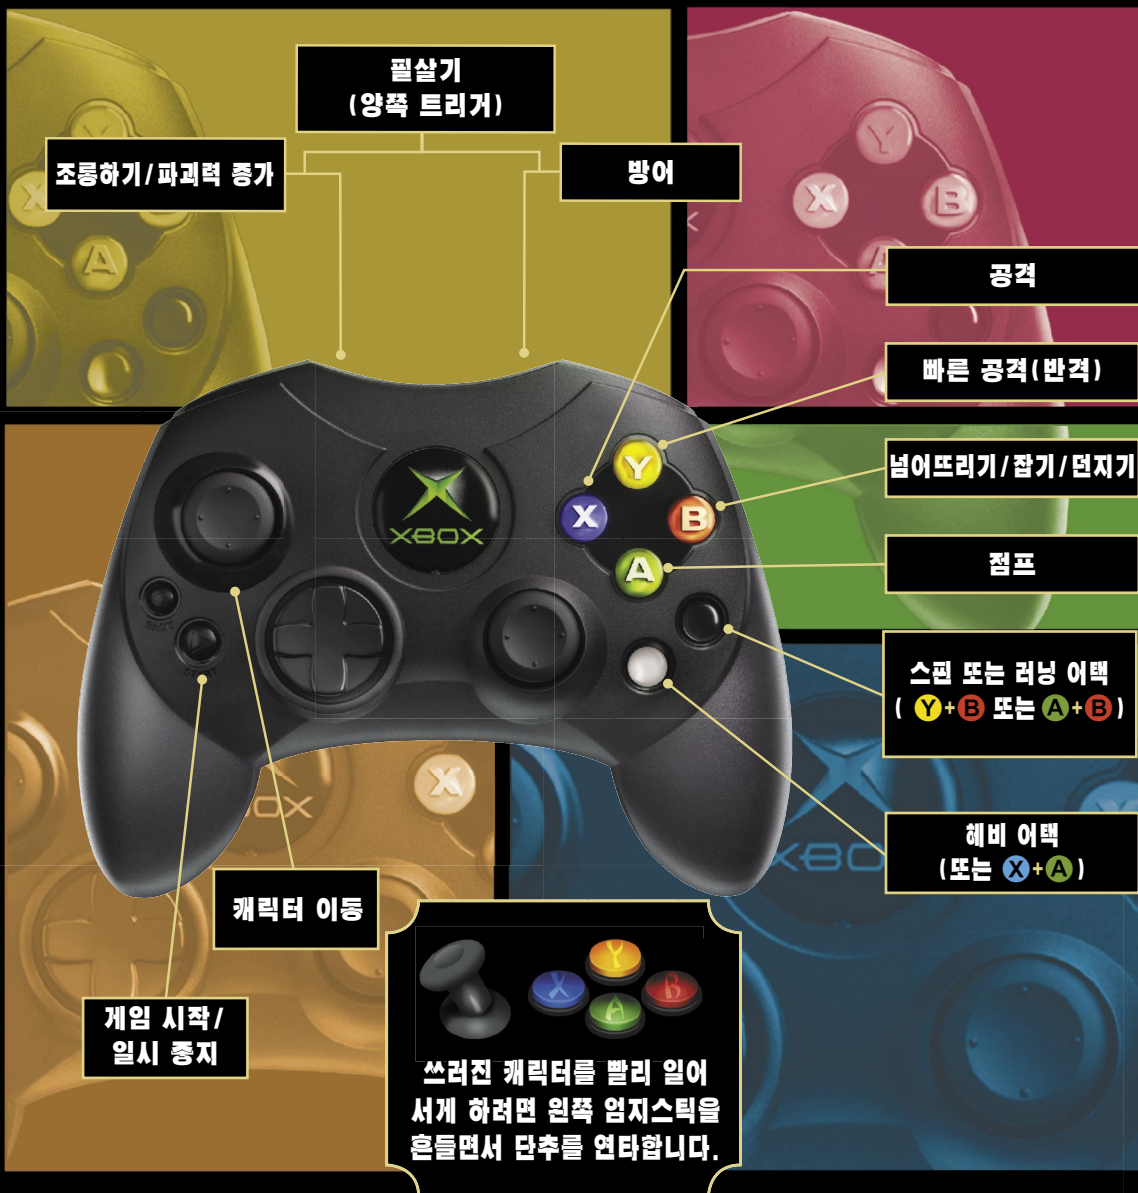 필살기
(양쪽 트리거)
조롱하기/파괴력 증가
방어
Y
X
A
Y
X
B
A
공격
빠른 공격(반격)
넘어뜨리기/잡기/던지기
점프
스핀 또는 러닝 어택
( Y+B 또는 A+B )
헤비 어택
(또는 X+A )
XBOX
Y
X
B
A
BACK
START
BOX
X
XBO
캐릭터 이동
게임 시작/
일시 중지
Y
X
B
A
쓰러진 캐릭터를 빨리 일어
서게 하려면 왼쪽 엄지스틱을
흔들면서 단추를 연타합니다.